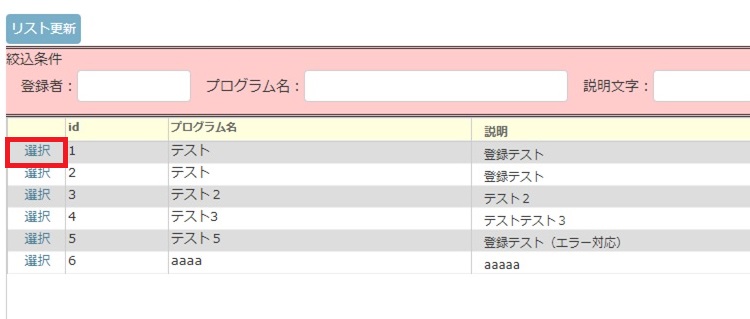 リスト更新
絞込条件
登録者： プログラム名： 説明文字：
id プログラム名 説明
選択 1 テスト 登録テスト
選択 2 テスト 登録テスト
選択 3 テスト２ テスト２
選択 4 テスト3 テストテスト３
選択 5 テスト５ 登録テスト（エラー対応）
選択 6 aaaa aaaaa